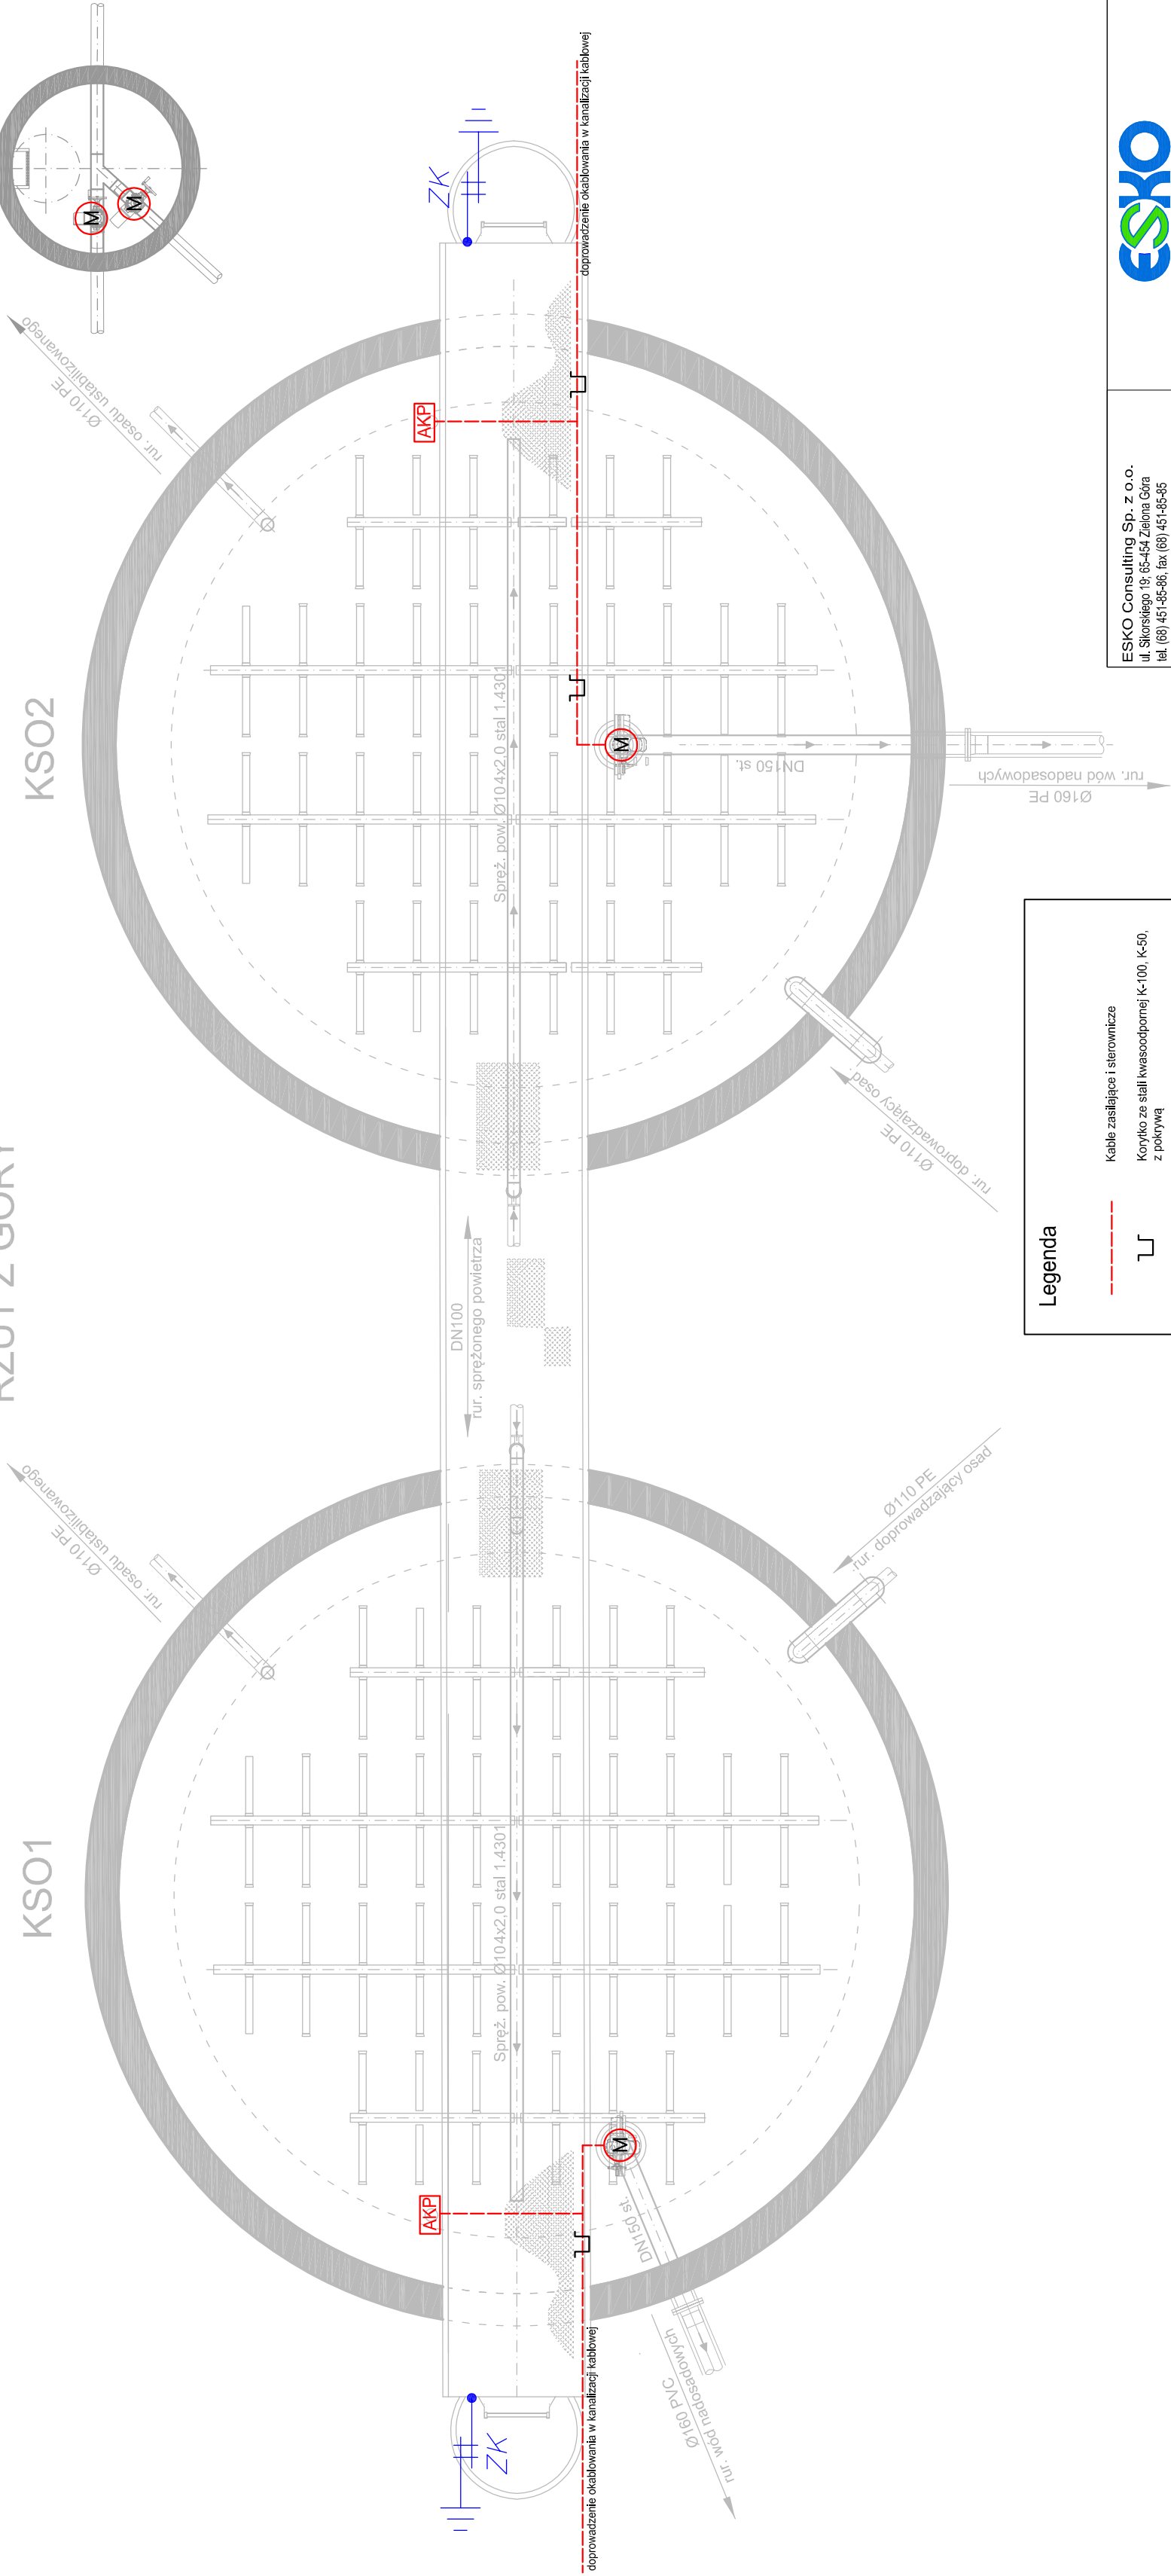 RZUT Z GÓRY
KSO1
KSO2
rur. osadu ustabilizowanego
Ø110 PE
rur. osadu ustabilizowanego
Ø110 PE
M
M
ZK
ZK
AKP
AKP
doprowadzenie okablowania w kanalizacji kablowej
doprowadzenie okablowania w kanalizacji kablowej
Spręż. pow. Ø104x2,0 stal 1.4301
Spręż. pow. Ø104x2,0 stal 1.4301
DN100
rur. sprężonego powietrza
M
M
DN150 st.
DN150 st.
Ø160 PVC
rur. wód nadosadowych
rur. wód nadosadowych
Ø160 PE
Ø110 PE
rur. doprowadzający osad
rur. doprowadzający osad
Ø110 PE
Legenda
Kable zasilające i sterownicze
Korytko ze stali kwasoodpornej K-100, K-50,
z pokrywą
ESKO Consulting Sp. z o.o.
ul. Sikorskiego 19; 65-454 Zielona Góra
tel. (68) 451-85-86, fax (68) 451-85-85
ESKO